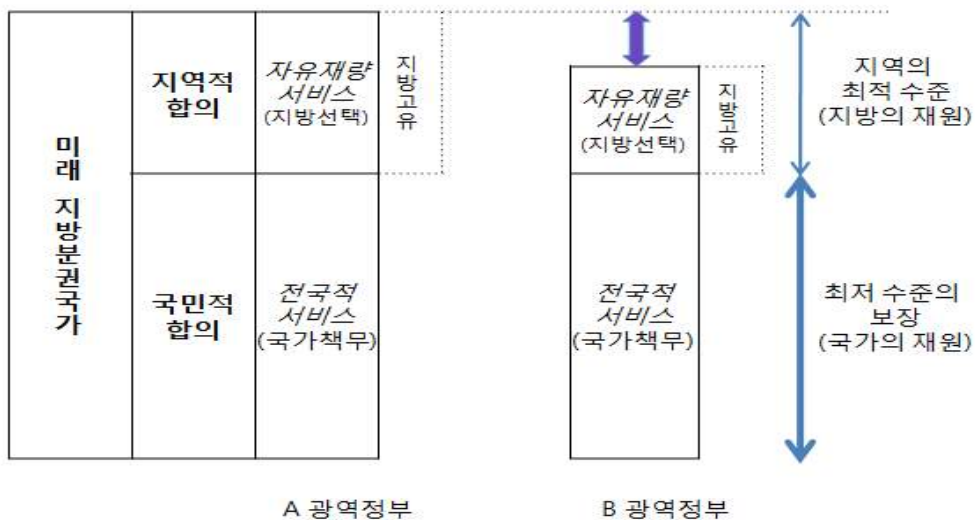 미래 지방분권국가
지역적
합의
자유재량
서비스
(지방선택)
지방고유
국민적
합의
전국적
서비스
(국가책무)
자유재량
서비스
(지방선택)
지방고유
전국적
서비스
(국가책무)
지역의
최적 수준
(지방의 재원)
최저 수준의
보장
(국가의 재원)
A 광역정부
B 광역정부